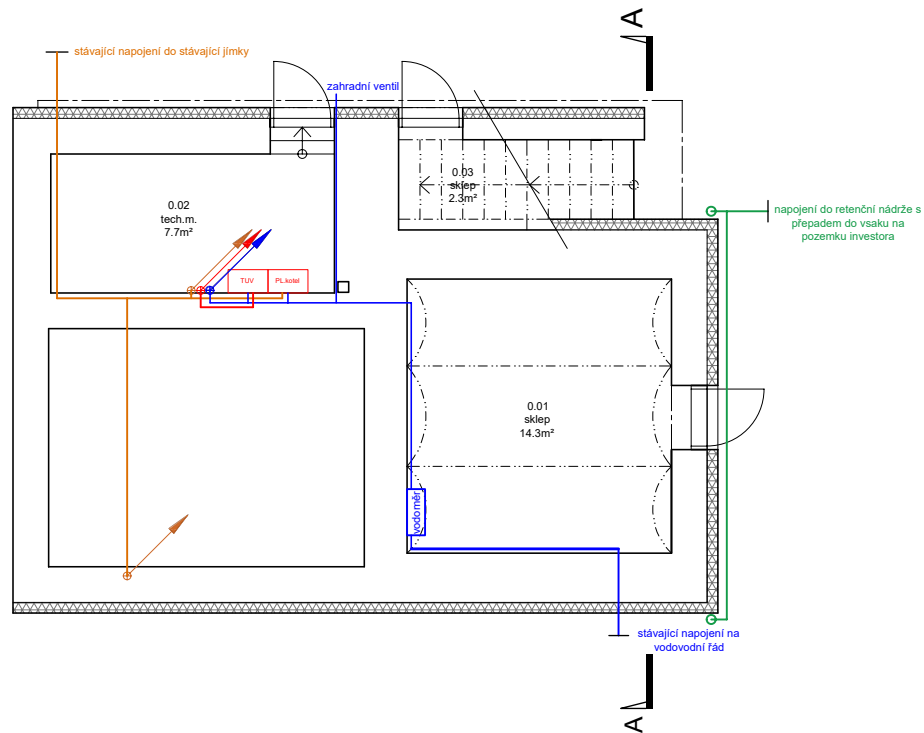 A
stávající napojení do stávající jímky
zahradní ventil
0.03
sklep
2.3m²
0.02
tech.m.
7.7m²
napojení do retenční nádrže s
přepadem do vsaku na
pozemku investora
TUV
PL.kotel
0.01
sklep
14.3m²
vodoměr
stávající napojení na
vodovodní řád
A